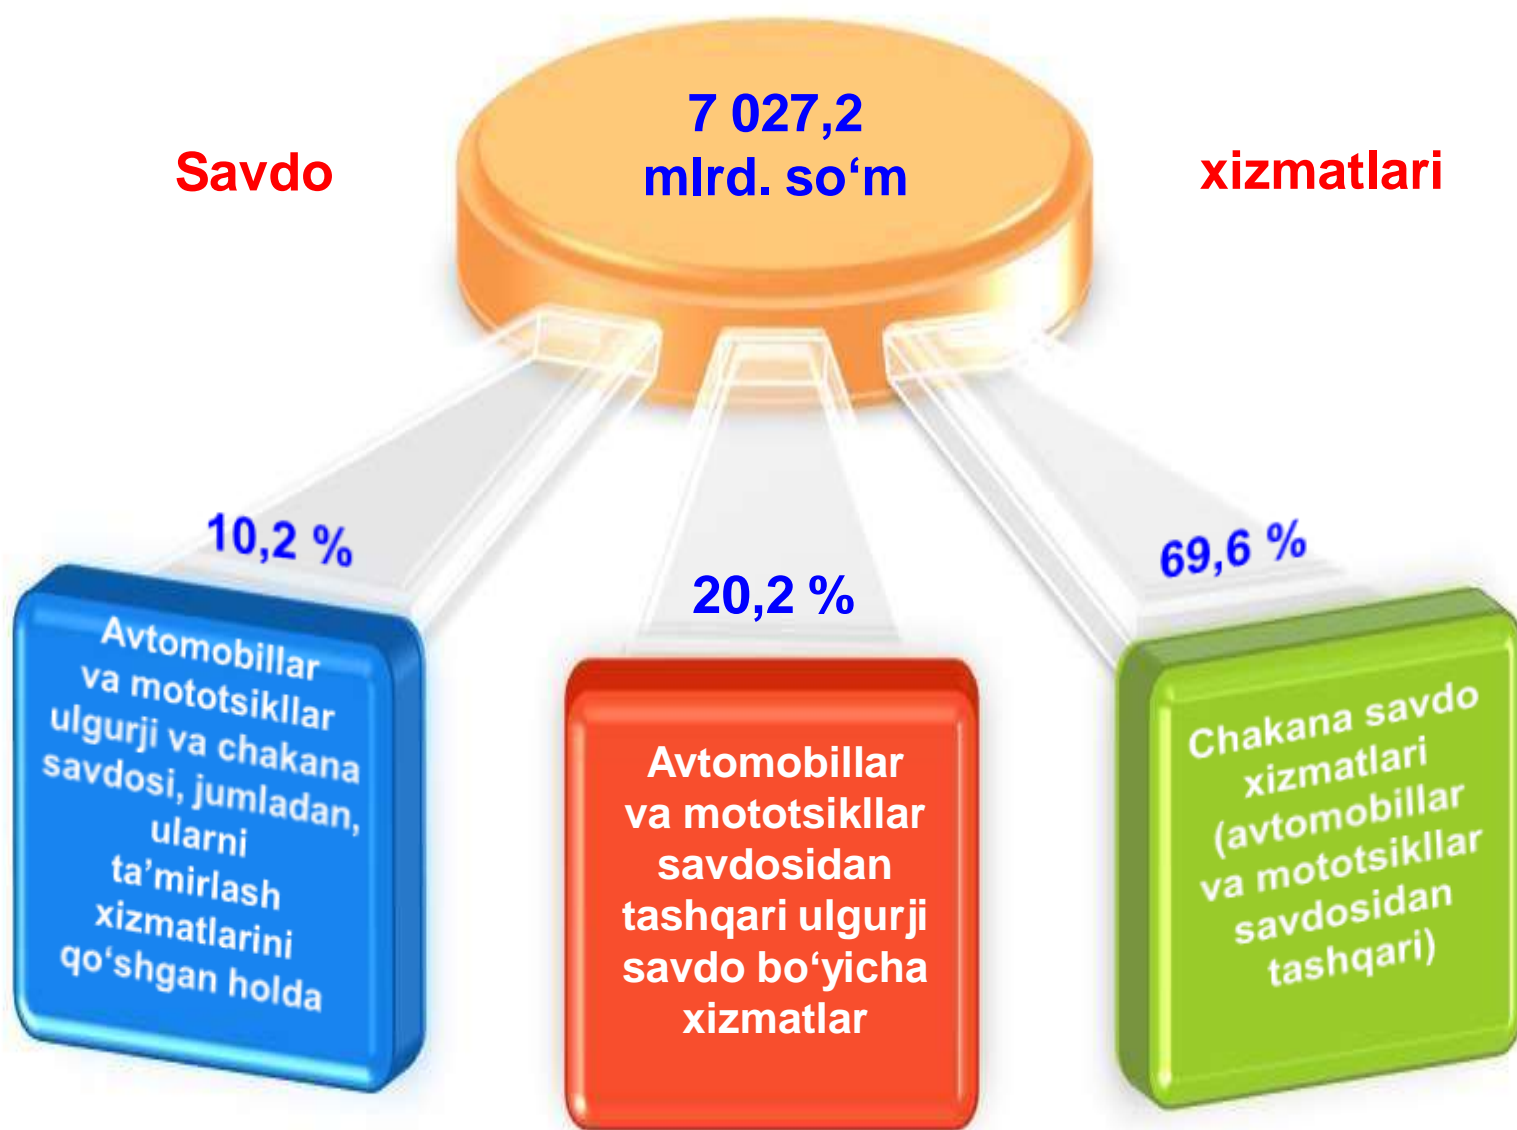 Savdo
7 027,2
mlrd. so‘m
xizmatlari
10,2 %
20,2 %
69,6 %
Avtomobillar
va mototsikllar
ulgurji va chakana
savdosi, jumladan,
ularni
ta’mirlash
xizmatlarini
qo‘shgan holda
Avtomobillar
va mototsikllar
savdosidan
tashqari ulgurji
savdo bo‘yicha
xizmatlar
Chakana savdo
xizmatlari
(avtomobillar
va mototsikllar
savdosidan
tashqari)